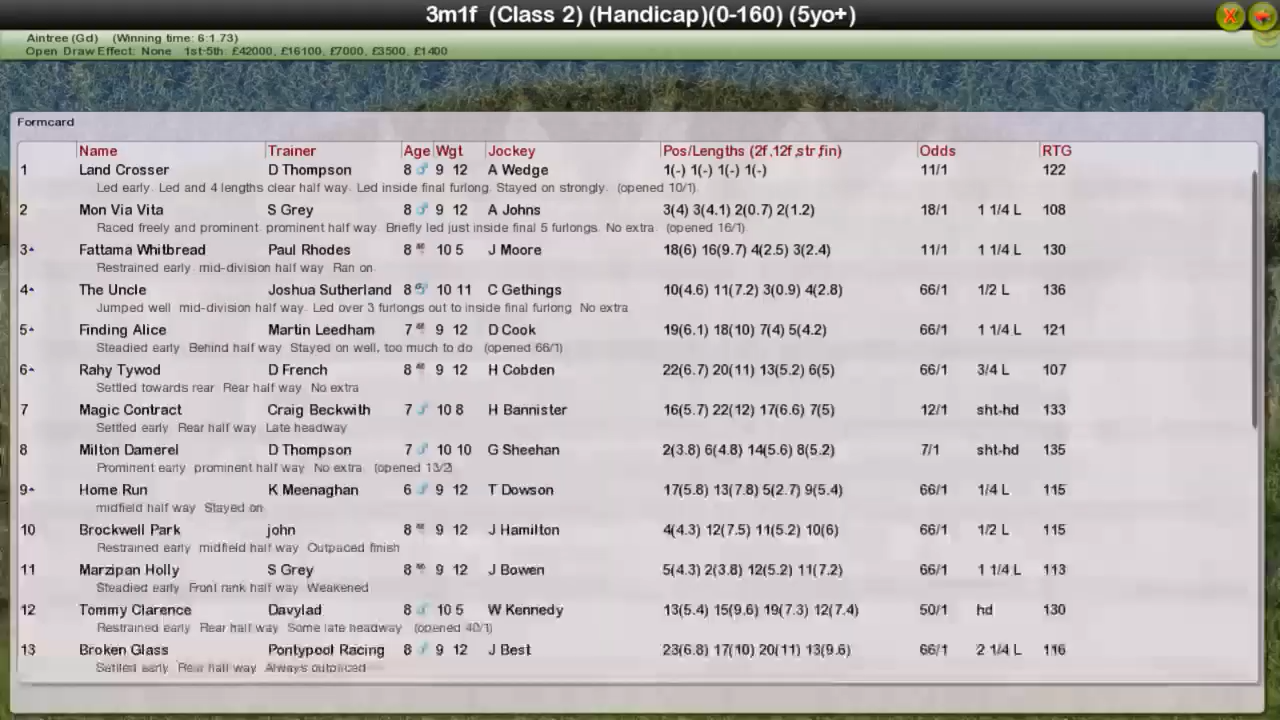 3m1f (Class 2) (Handicap)(0-160) (5yo+)
Aintree (Gd) (Winning time: 6:1.73)
Open Draw Effect: None 1st-5th: £42000, £16100, £7000, £3500, £1400
Formcard
Name Trainer Age Wgt Jockey Pos/Lengths (2f,12f,str,fin) Odds RTG
1 Land Crosser D Thompson 8 9 12 A Wedge 1(-) 1(-) 1(-) 1(-) 11/1 122
Led early Led and 4 lengths clear half way Led inside final furlong. Stayed on strongly. (opened 10/1)
2 Mon Via Vita S Grey 8 9 12 A Johns 3(4) 3(4.1) 2(0.7) 2(1.2) 18/1 1 1/4 L 108
Raced freely and prominent prominent half way Briefly led just inside final 5 furlongs. No extra (opened 16/1)
3 Fattama Whitbread Paul Rhodes 8 10 5 J Moore 18(6) 16(9.7) 4(2.5) 3(2.4) 11/1 1 1/4 L 130
Restrained early mid-division half way Ran on
4 The Uncle Joshua Sutherland 8 10 11 C Gethings 10(4.6) 11(7.2) 3(0.9) 4(2.8) 66/1 1/2 L 136
Jumped well mid-division half way Led over 3 furlongs out to inside final furlong No extra
5 Finding Alice Martin Leedham 7 9 12 D Cook 19(6.1) 18(10) 7(4) 5(4.2) 66/1 1 1/4 L 121
Steadied early Behind half way Stayed on well, too much to do (opened 66/1)
6 Rahy Tywod D French 8 9 12 H Cobden 22(6.7) 20(11) 13(5.2) 6(5) 66/1 3/4 L 107
Settled towards rear Rear half way No extra
7 Magic Contract Craig Beckwith 7 10 8 H Bannister 16(5.7) 22(12) 17(6.6) 7(5) 12/1 sht-hd 133
Settled early Rear half way Late headway
8 Milton Damerel D Thompson 7 10 10 G Sheehan 2(3.8) 6(4.8) 14(5.6) 8(5.2) 7/1 sht-hd 135
Prominent early prominent half way No extra (opened 13/2)
9 Home Run K Meenaghan 6 9 12 T Dowson 17(5.8) 13(7.8) 5(2.7) 9(5.4) 66/1 1/4 L 115
midfield half way Stayed on
10 Brockwell Park john 8 9 12 J Hamilton 4(4.3) 12(7.5) 11(5.2) 10(6) 66/1 1/2 L 115
Restrained early midfield half way Outpaced finish
11 Marzipan Holly S Grey 8 9 12 J Bowen 5(4.3) 2(3.8) 12(5.2) 11(7.2) 66/1 1 1/4 L 113
Steadied early Front rank half way Weakened
12 Tommy Clarence Davylad 8 10 5 W Kennedy 13(5.4) 15(9.6) 19(7.3) 12(7.4) 50/1 hd 130
Restrained early Rear half way Some late headway (opened 40/1)
13 Broken Glass Pontypool Racing 8 9 12 J Best 23(6.8) 17(10) 20(11) 13(9.6) 66/1 2 1/4 L 116
Settled early Rear half way Always outpaced